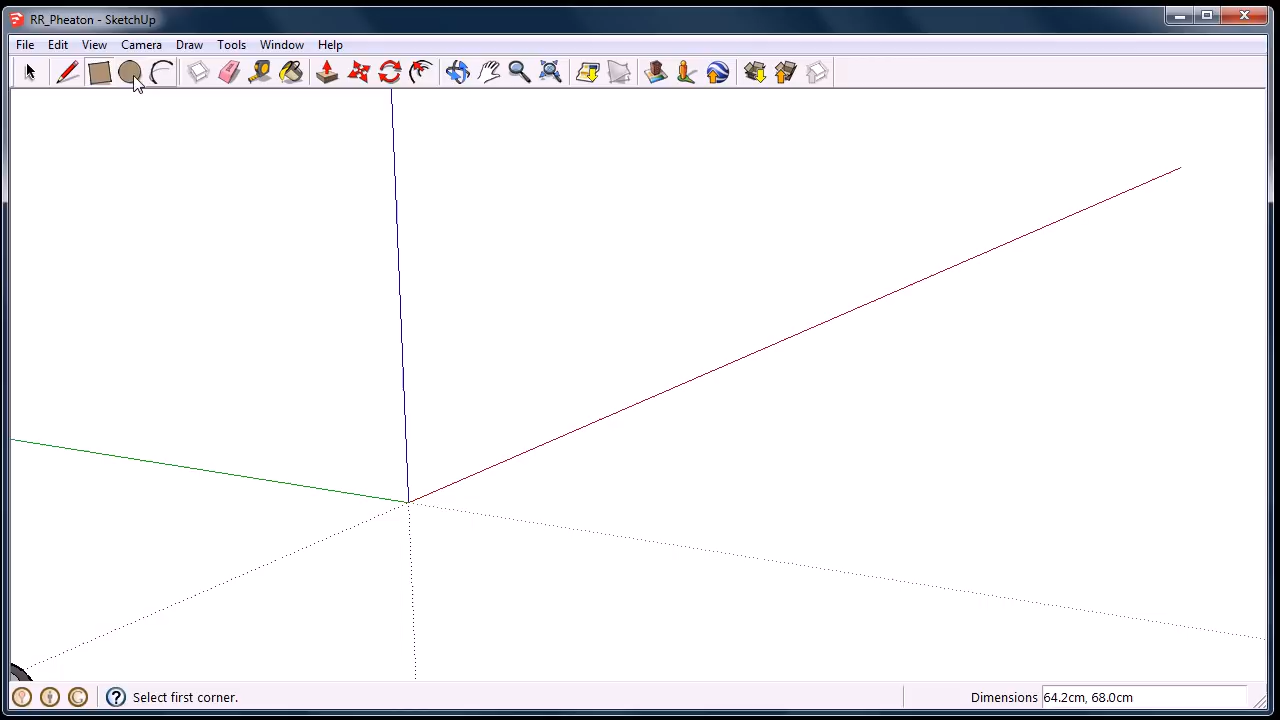 RR_Pheaton - SketchUp
File Edit View Camera Draw Tools Window Help
Select first corner.
Dimensions 64.2cm, 68.0cm